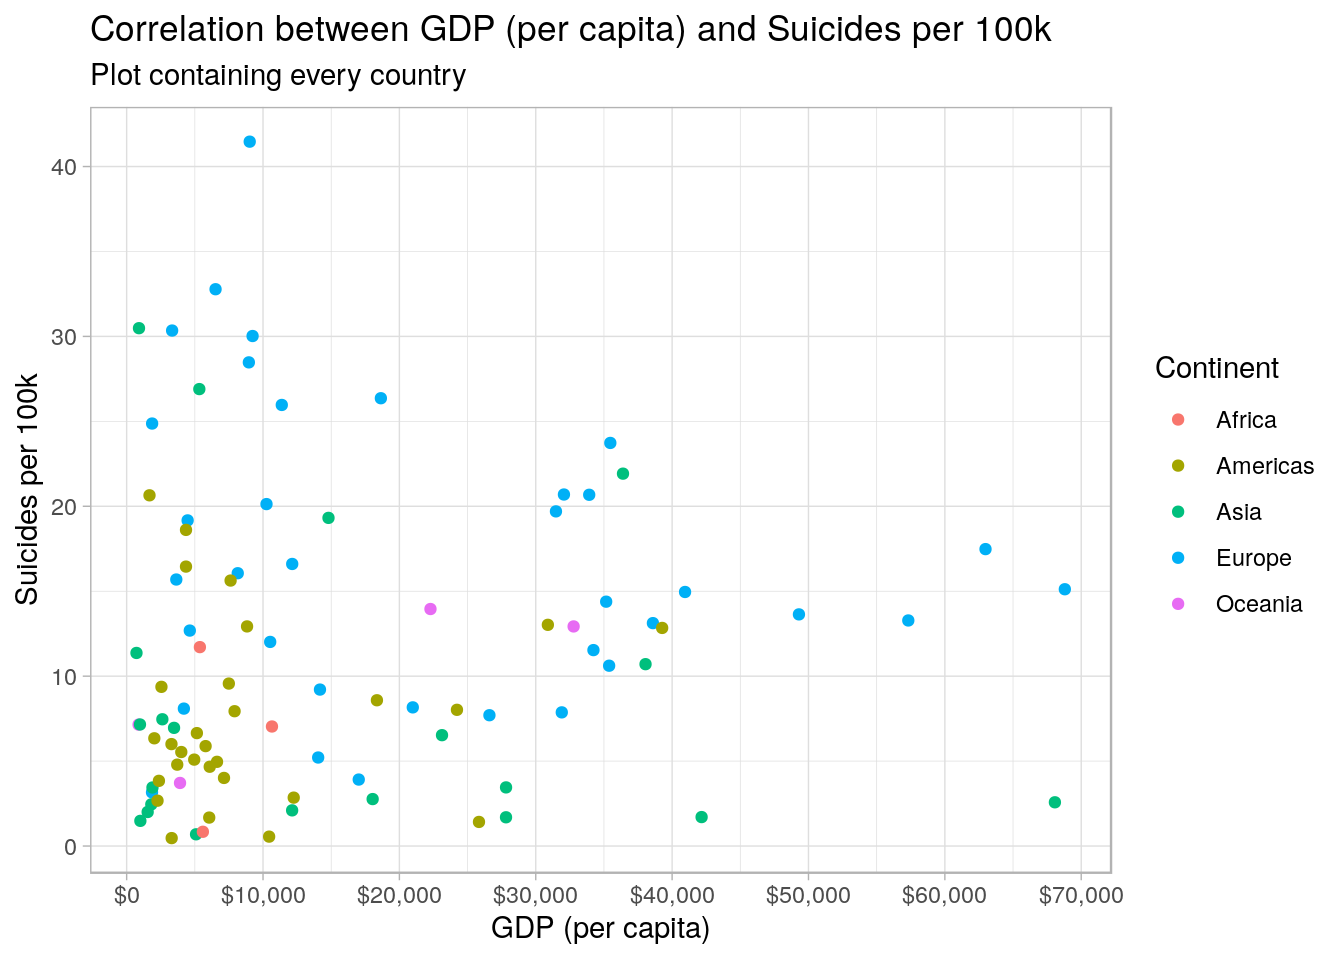 Correlation between GDP (per capita) and Suicides per 100k
Plot containing every country
Suicides per 100k
40
30
20
10
0
$0 $10,000 $20,000 $30,000 $40,000 $50,000 $60,000 $70,000
GDP (per capita)
Continent
Africa
Americas
Asia
Europe
Oceania